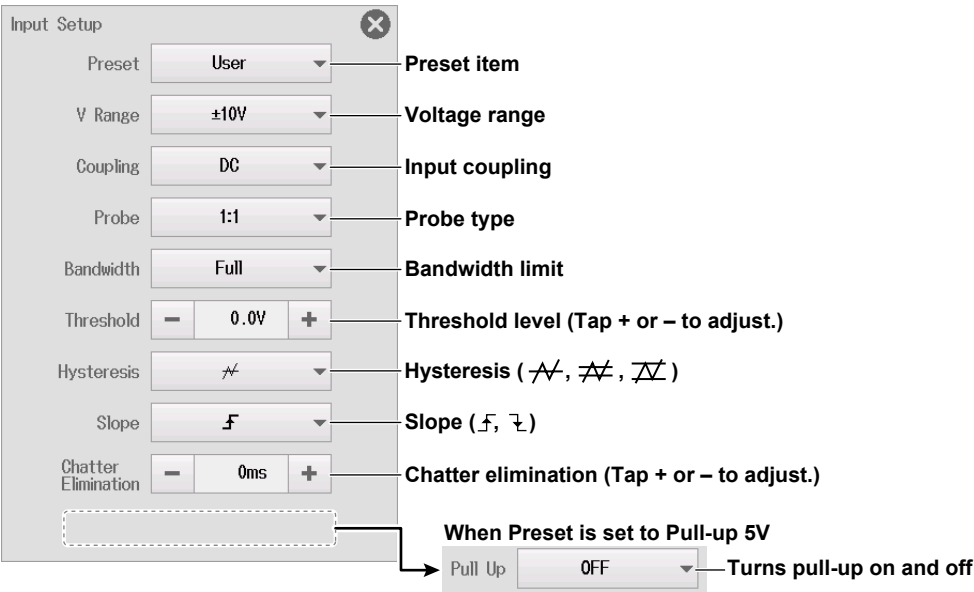 Input Setup
Preset User Preset item
V Range ±10V Voltage range
Coupling DC Input coupling
Probe 1:1 Probe type
Bandwidth Full Bandwidth limit
Threshold − 0.0V + Threshold level (Tap + or – to adjust.)
Hysteresis Hysteresis ( , , )
Slope Slope ( , )
Chatter
Elimination − 0ms + Chatter elimination (Tap + or – to adjust.)
When Preset is set to Pull-up 5V
Pull Up OFF Turns pull-up on and off